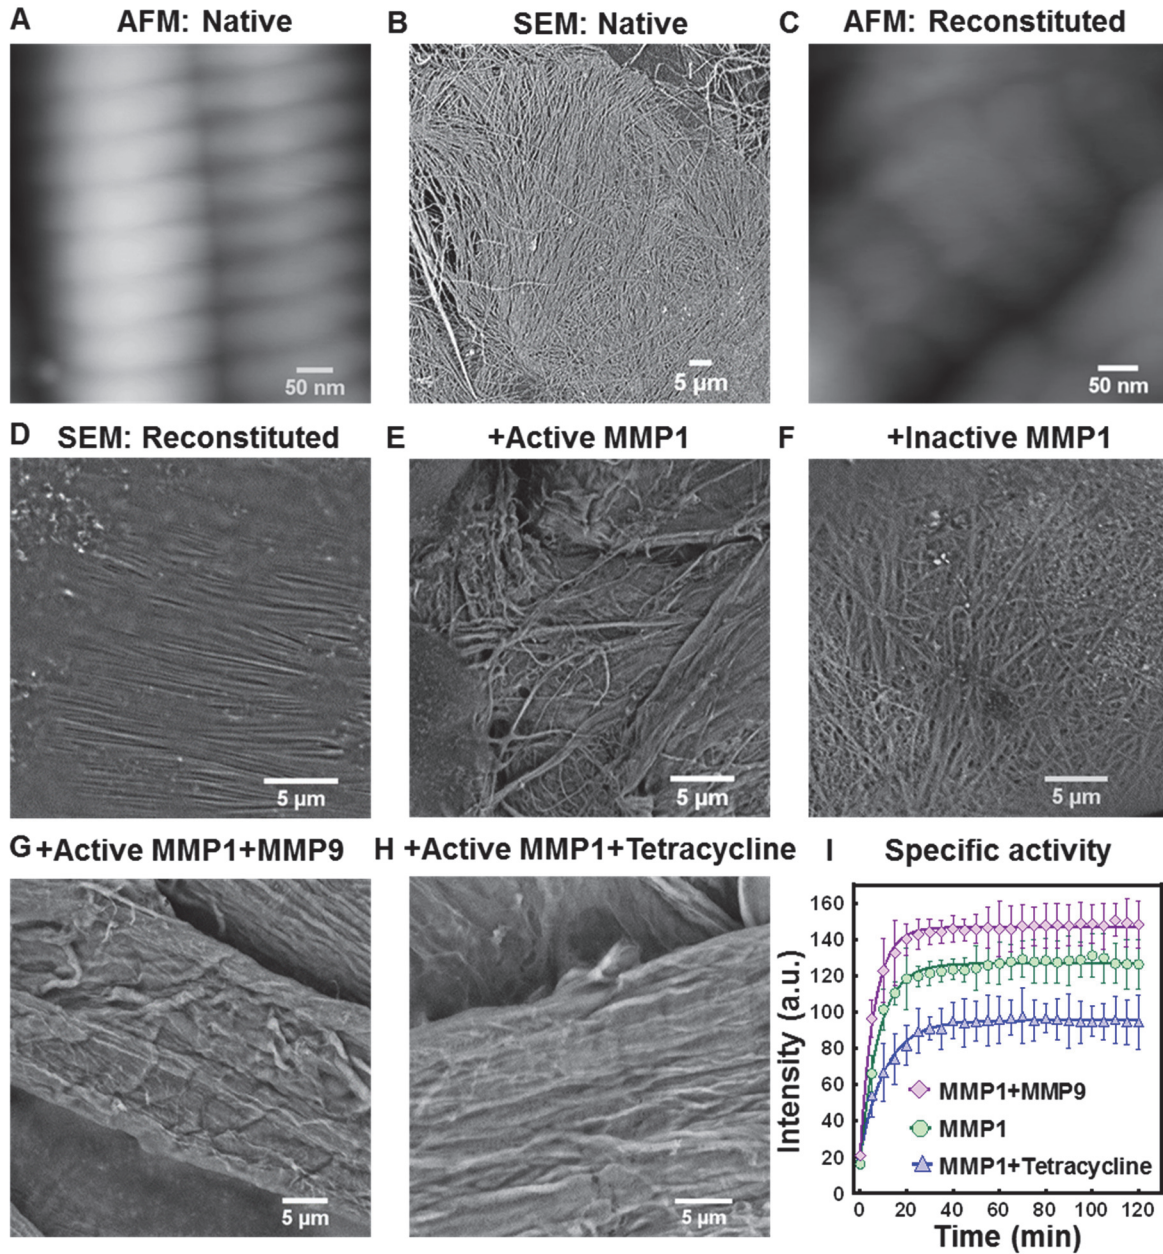 A AFM: Native
B SEM: Native
C AFM: Reconstituted
50 nm
5 µm
50 nm
D SEM: Reconstituted
E +Active MMP1
F +Inactive MMP1
5 µm
5 µm
5 µm
G +Active MMP1+MMP9
H +Active MMP1+Tetracycline
I Specific activity
5 µm
5 µm
Intensity (a.u.)
160
140
120
100
80
60
40
20
0
MMP1+MMP9
MMP1
MMP1+Tetracycline
0 20 40 60 80 100 120
Time (min)